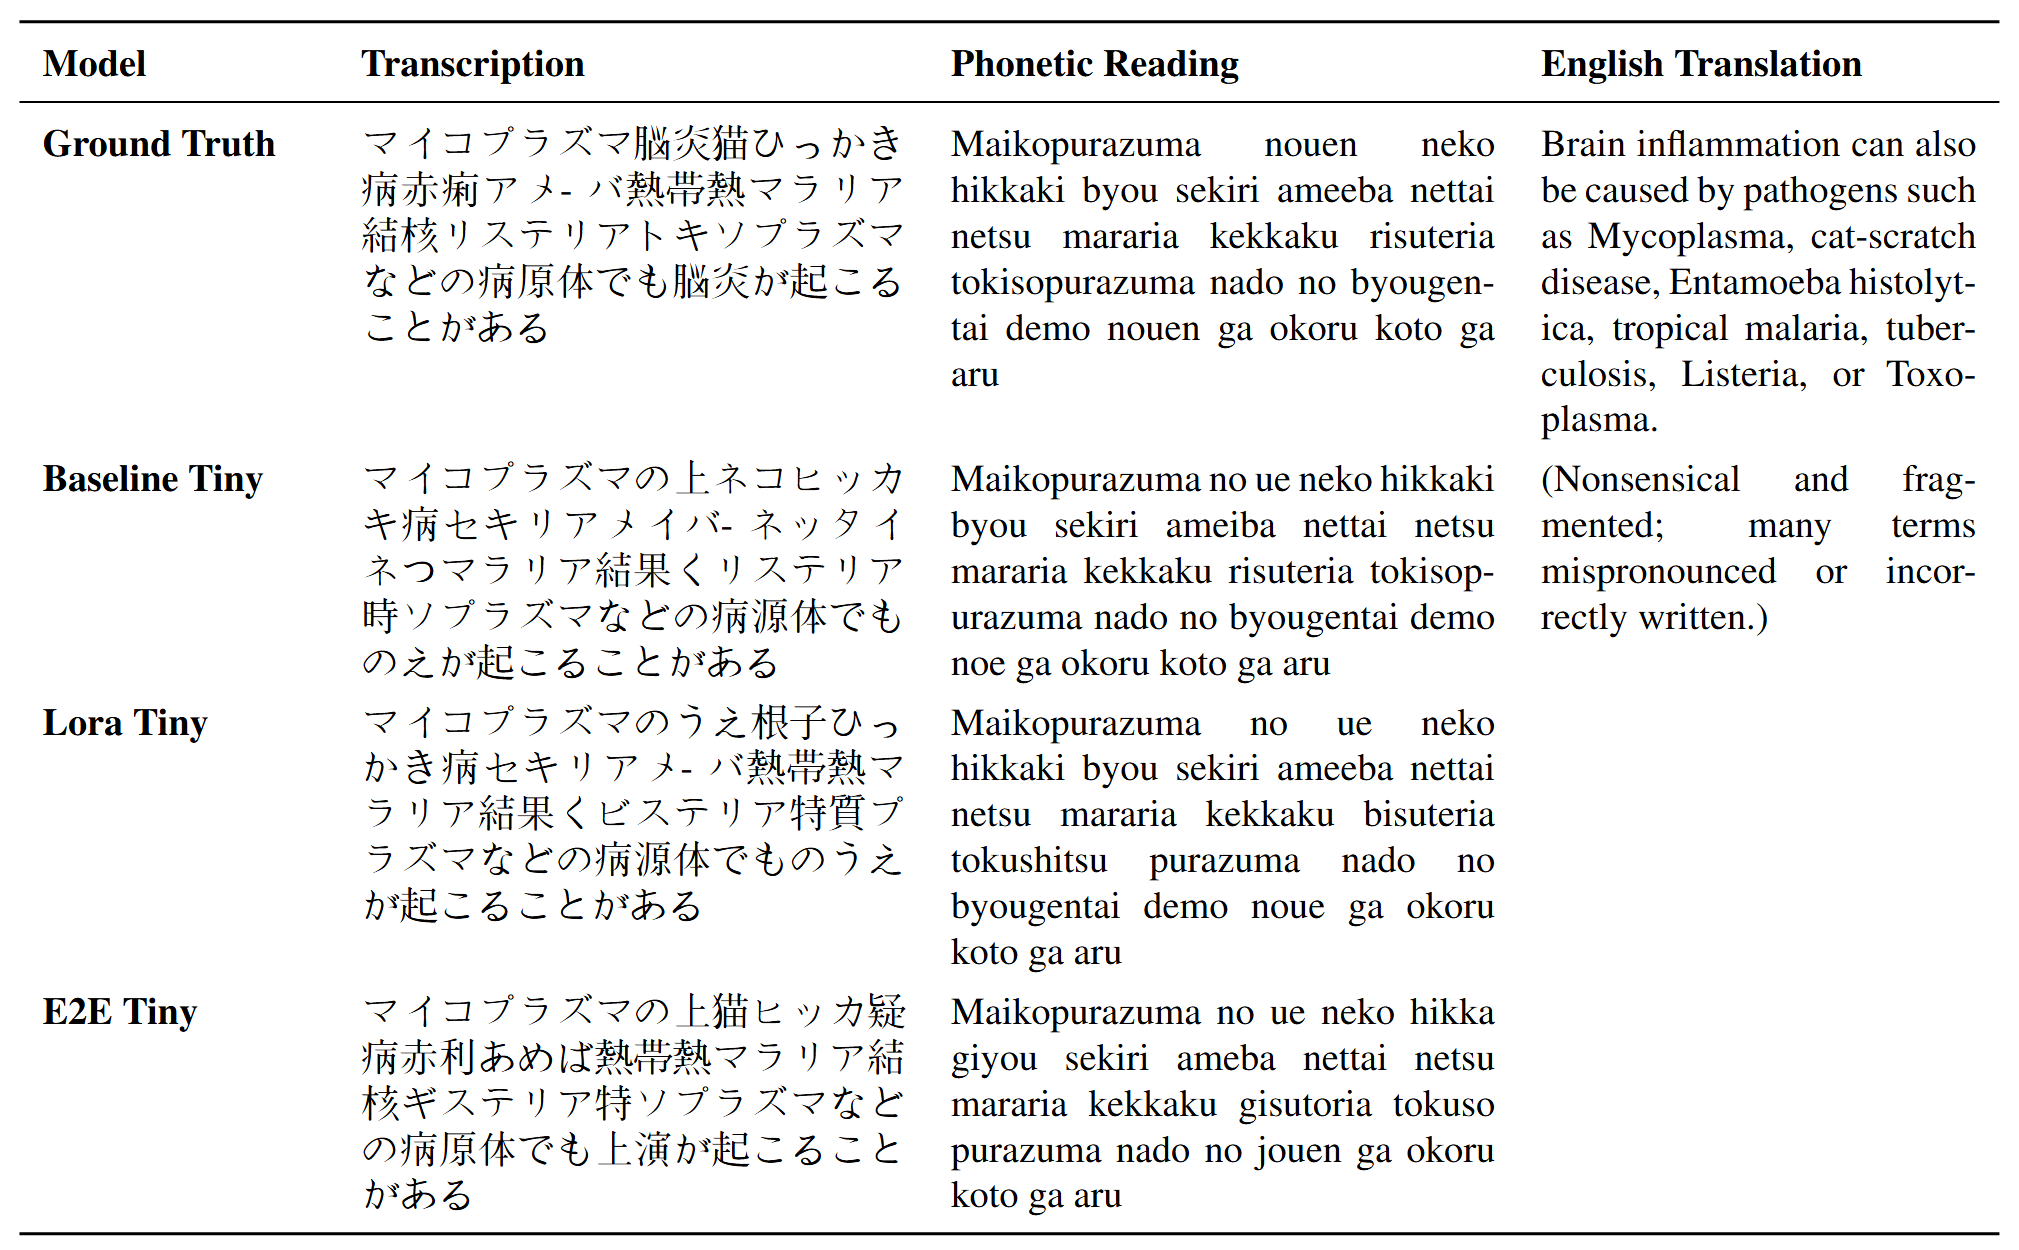 Model Transcription Phonetic Reading English Translation
Ground Truth マイコプラズマ脳炎猫ひっかき Maikopurazuma nouen neko Brain inflammation can also
病赤痢アメ- バ熱帯熱マラリア hikkaki byou sekiri ameeba nettai be caused by pathogens such
結核リステリアトキソプラズマ netsu mararia kekkaku risuteria as Mycoplasma, cat-scratch
などの病原体でも脳炎が起こる tokisopurazuma nado no byougen- disease, Entamoeba histolyt-
ことがある tai demo nouen ga okoru koto ga ica, tropical malaria, tuber-
aru culosis, Listeria, or Toxo-
plasma.
Baseline Tiny マイコプラズマの上ネコヒッカ Maikopurazuma no ue neko hikkaki (Nonsensical and frag-
キ病セキリアメイバ- ネッタイ byou sekiri ameiba nettai netsu mented; many terms
ネつマラリア結果くリステリア mararia kekkaku risuteria tokisop- mispronounced or incor-
時ソプラズマなどの病源体でも urazuma nado no byougentai demo rectly written.)
のえが起こることがある noe ga okoru koto ga aru
Lora Tiny マイコプラズマのうえ根子ひっ Maikopurazuma no ue neko
かき病セキリアメ- バ熱帯熱マ hikkaki byou sekiri ameeba nettai
ラリア結果くビステリア特質プ netsu mararia kekkaku bisuteria
ラズマなどの病源体でものうえ tokushitsu purazuma nado no
が起こることがある byougentai demo noue ga okoru
koto ga aru
E2E Tiny マイコプラズマの上猫ヒッカ疑 Maikopurazuma no ue neko hikka
病赤利あめば熱帯熱マラリア結 giyou sekiri ameba nettai netsu
核ギステリア特ソプラズマなど mararia kekkaku gisutoria tokuso
の病原体でも上演が起こること purazuma nado no jouen ga okoru
がある koto ga aru